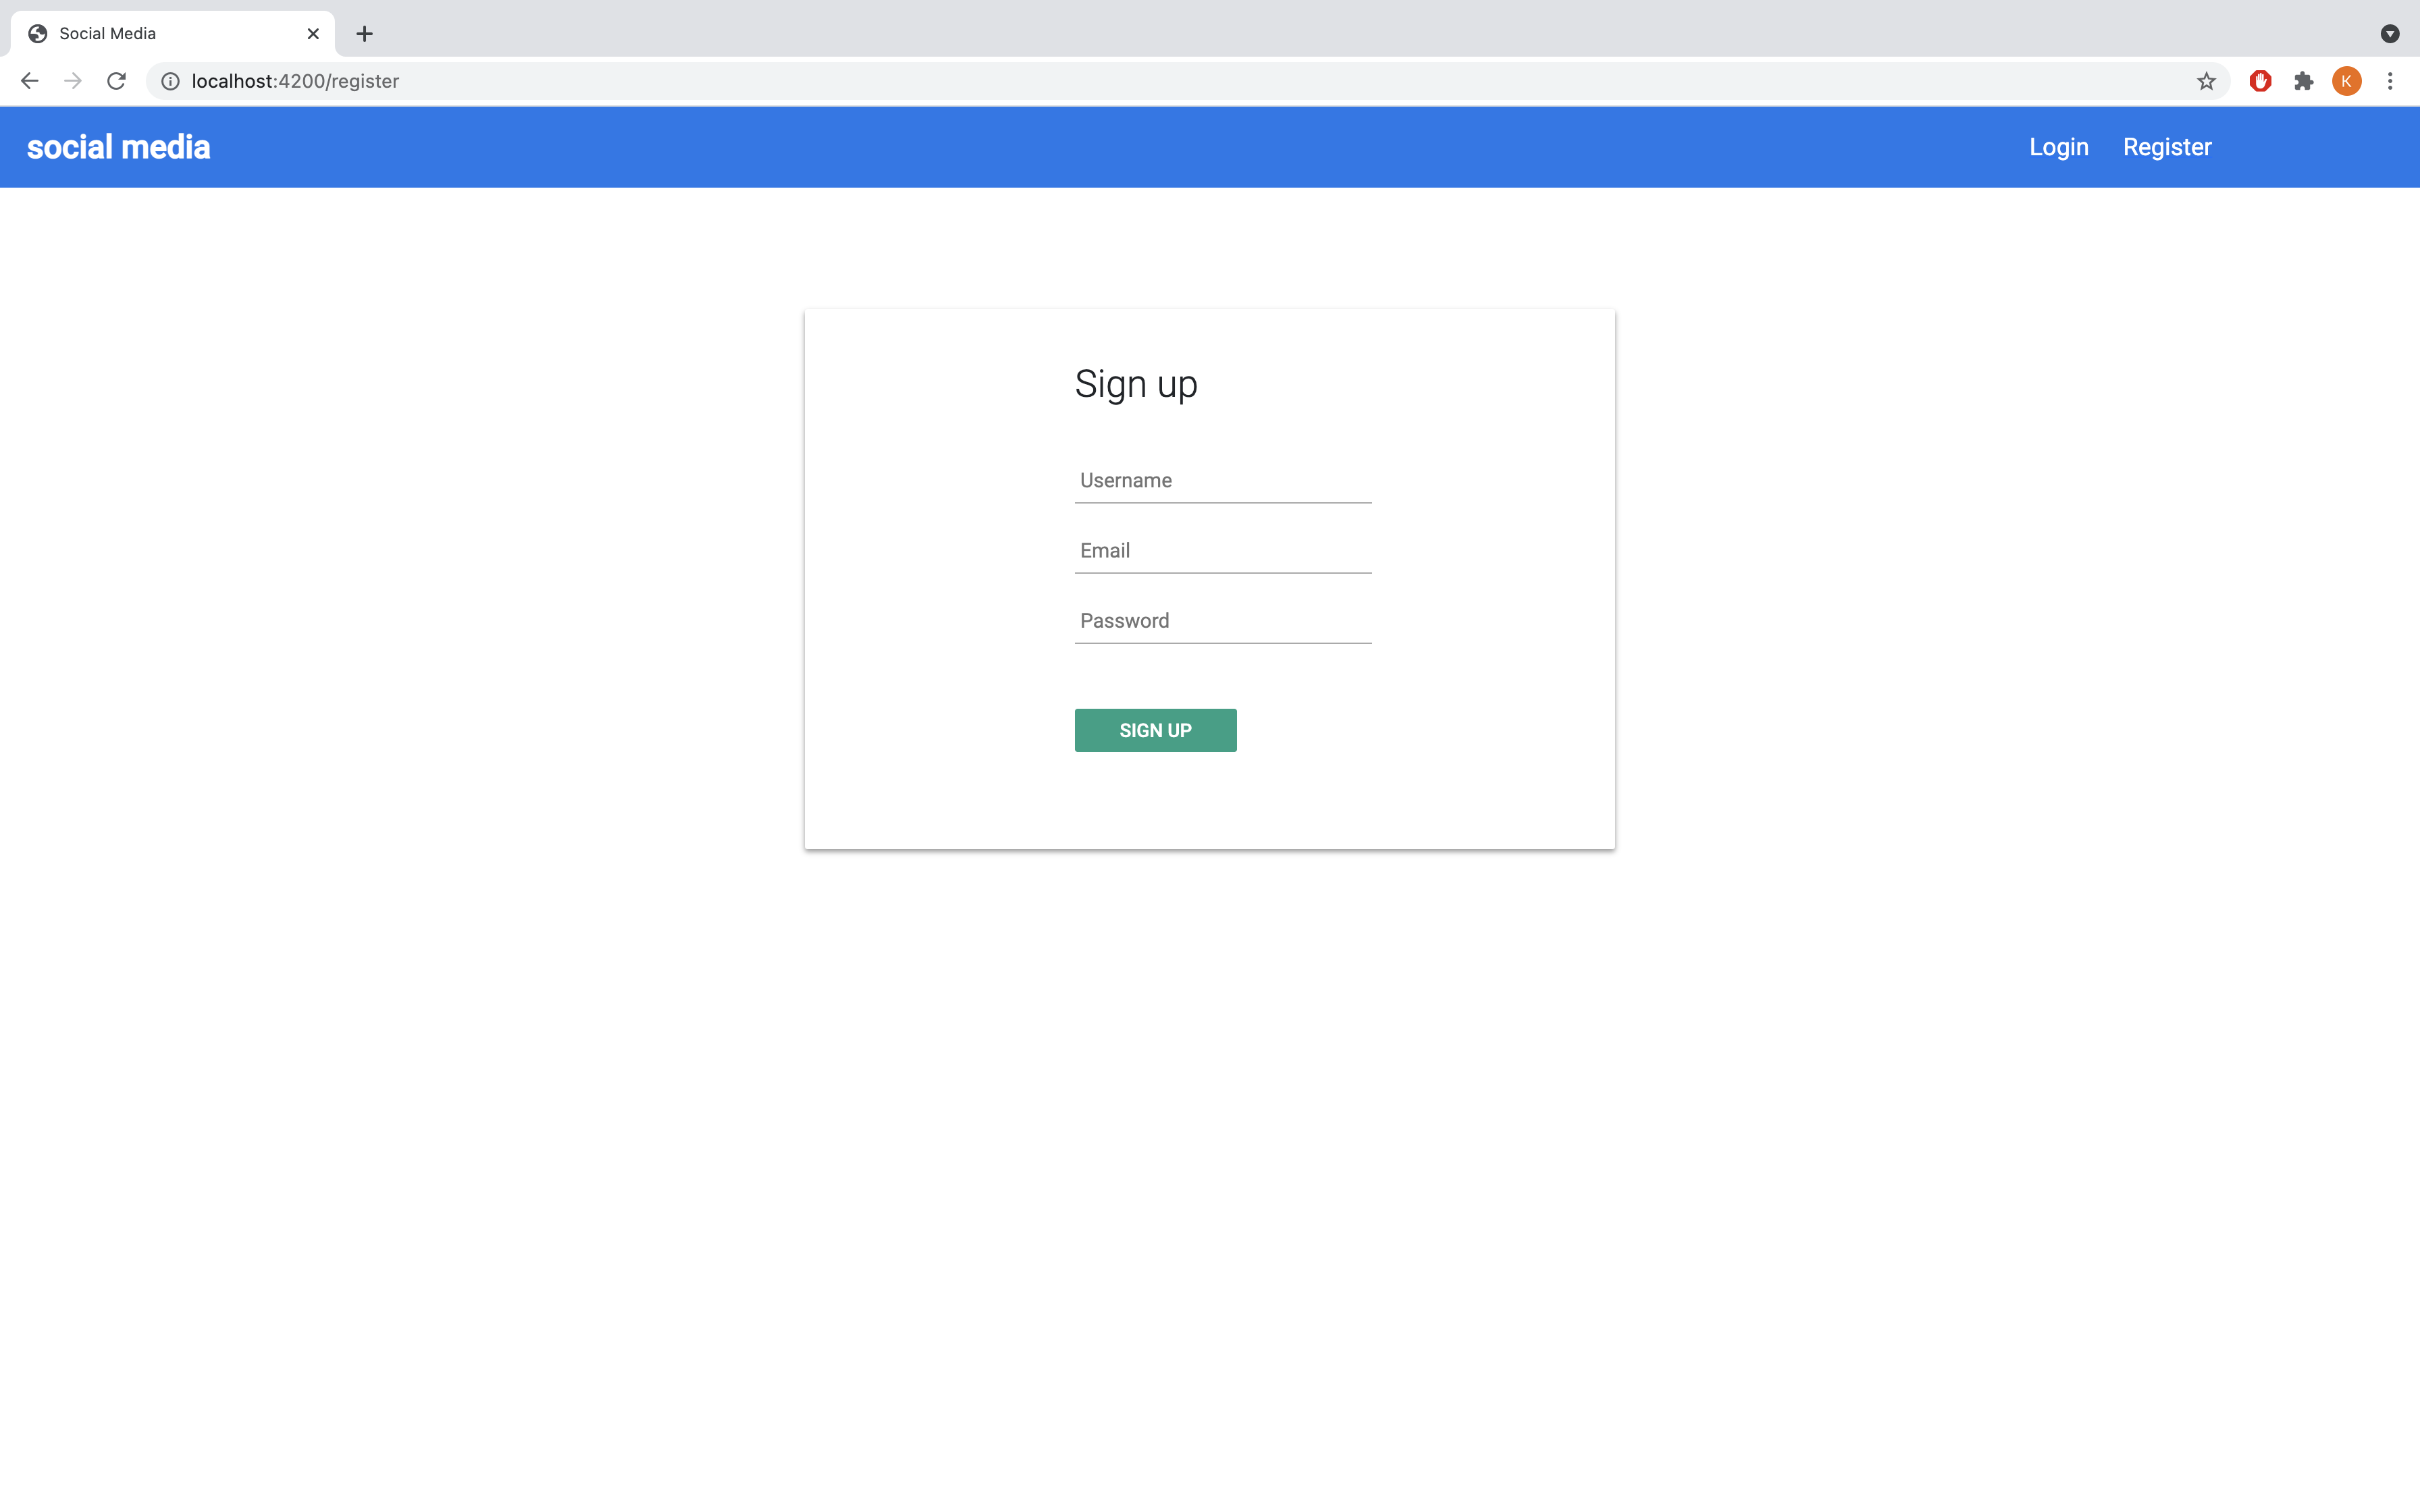 Social Media
localhost:4200/register
K
social media
Login Register
Sign up
Username
Email
Password
SIGN UP